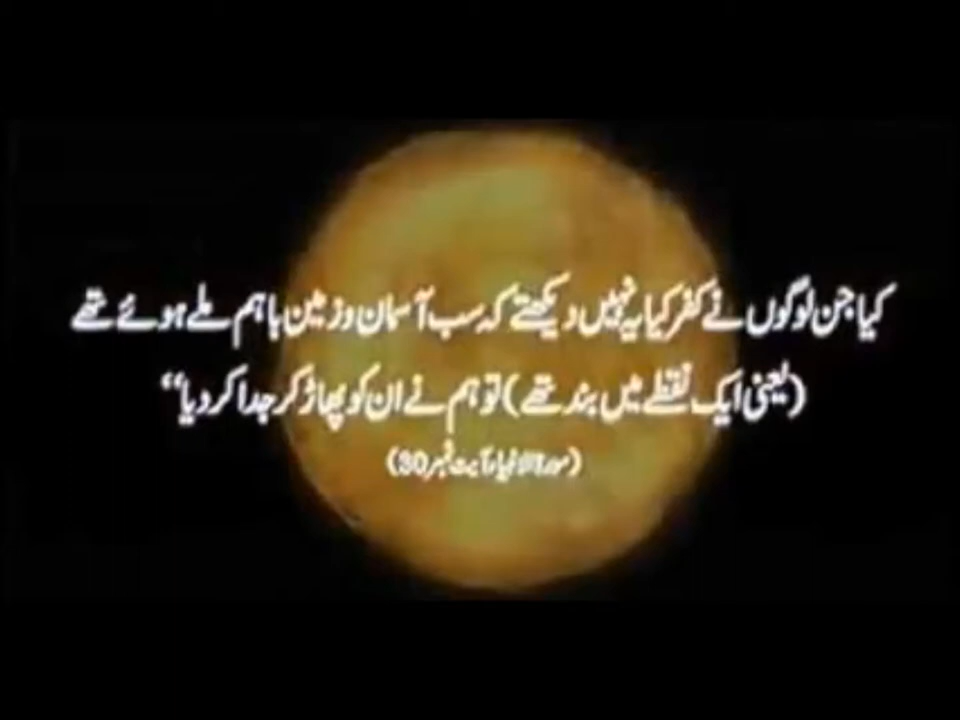 کیا جن لوگوں نے کفر کیا یہ نہیں دیکھتے کہ سب آسمان و زمین باہم ملے ہوئے تھے
(یعنی ایک نقطے میں بند تھے) تو ہم نے ان کو پھاڑ کر جدا کر دیا“
(سورۃ الانبیاء آیت نمبر 30)